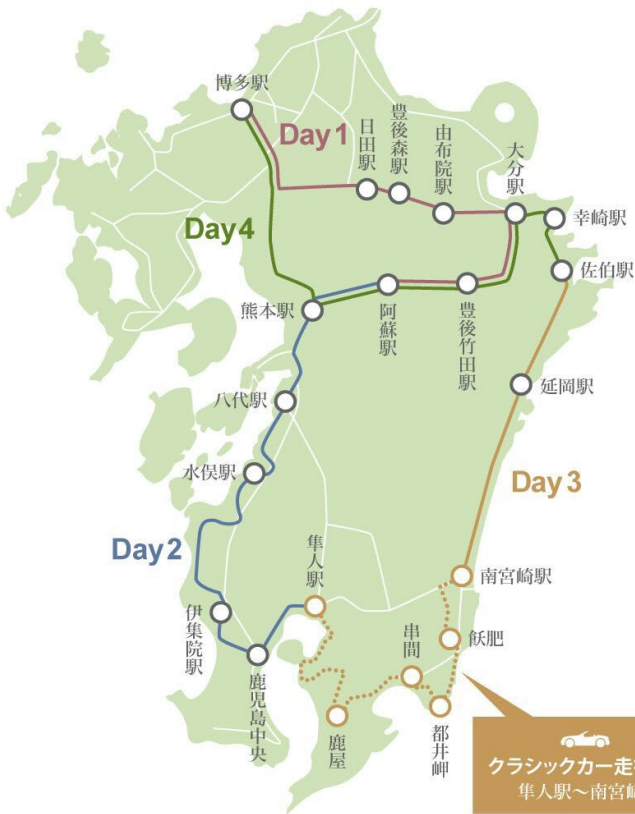 博多駅
Day 1
日田駅
豊後森駅
由布院駅
大分駅
幸崎駅
佐伯駅
Day 4
熊本駅
阿蘇駅
豊後竹田駅
八代駅
延岡駅
水俣駅
Day 3
Day 2
隼人駅
南宮崎駅
伊集院駅
串間
飫肥
鹿児島中央
鹿屋
都井岬
クラシックカー走
隼人駅～南宮崎